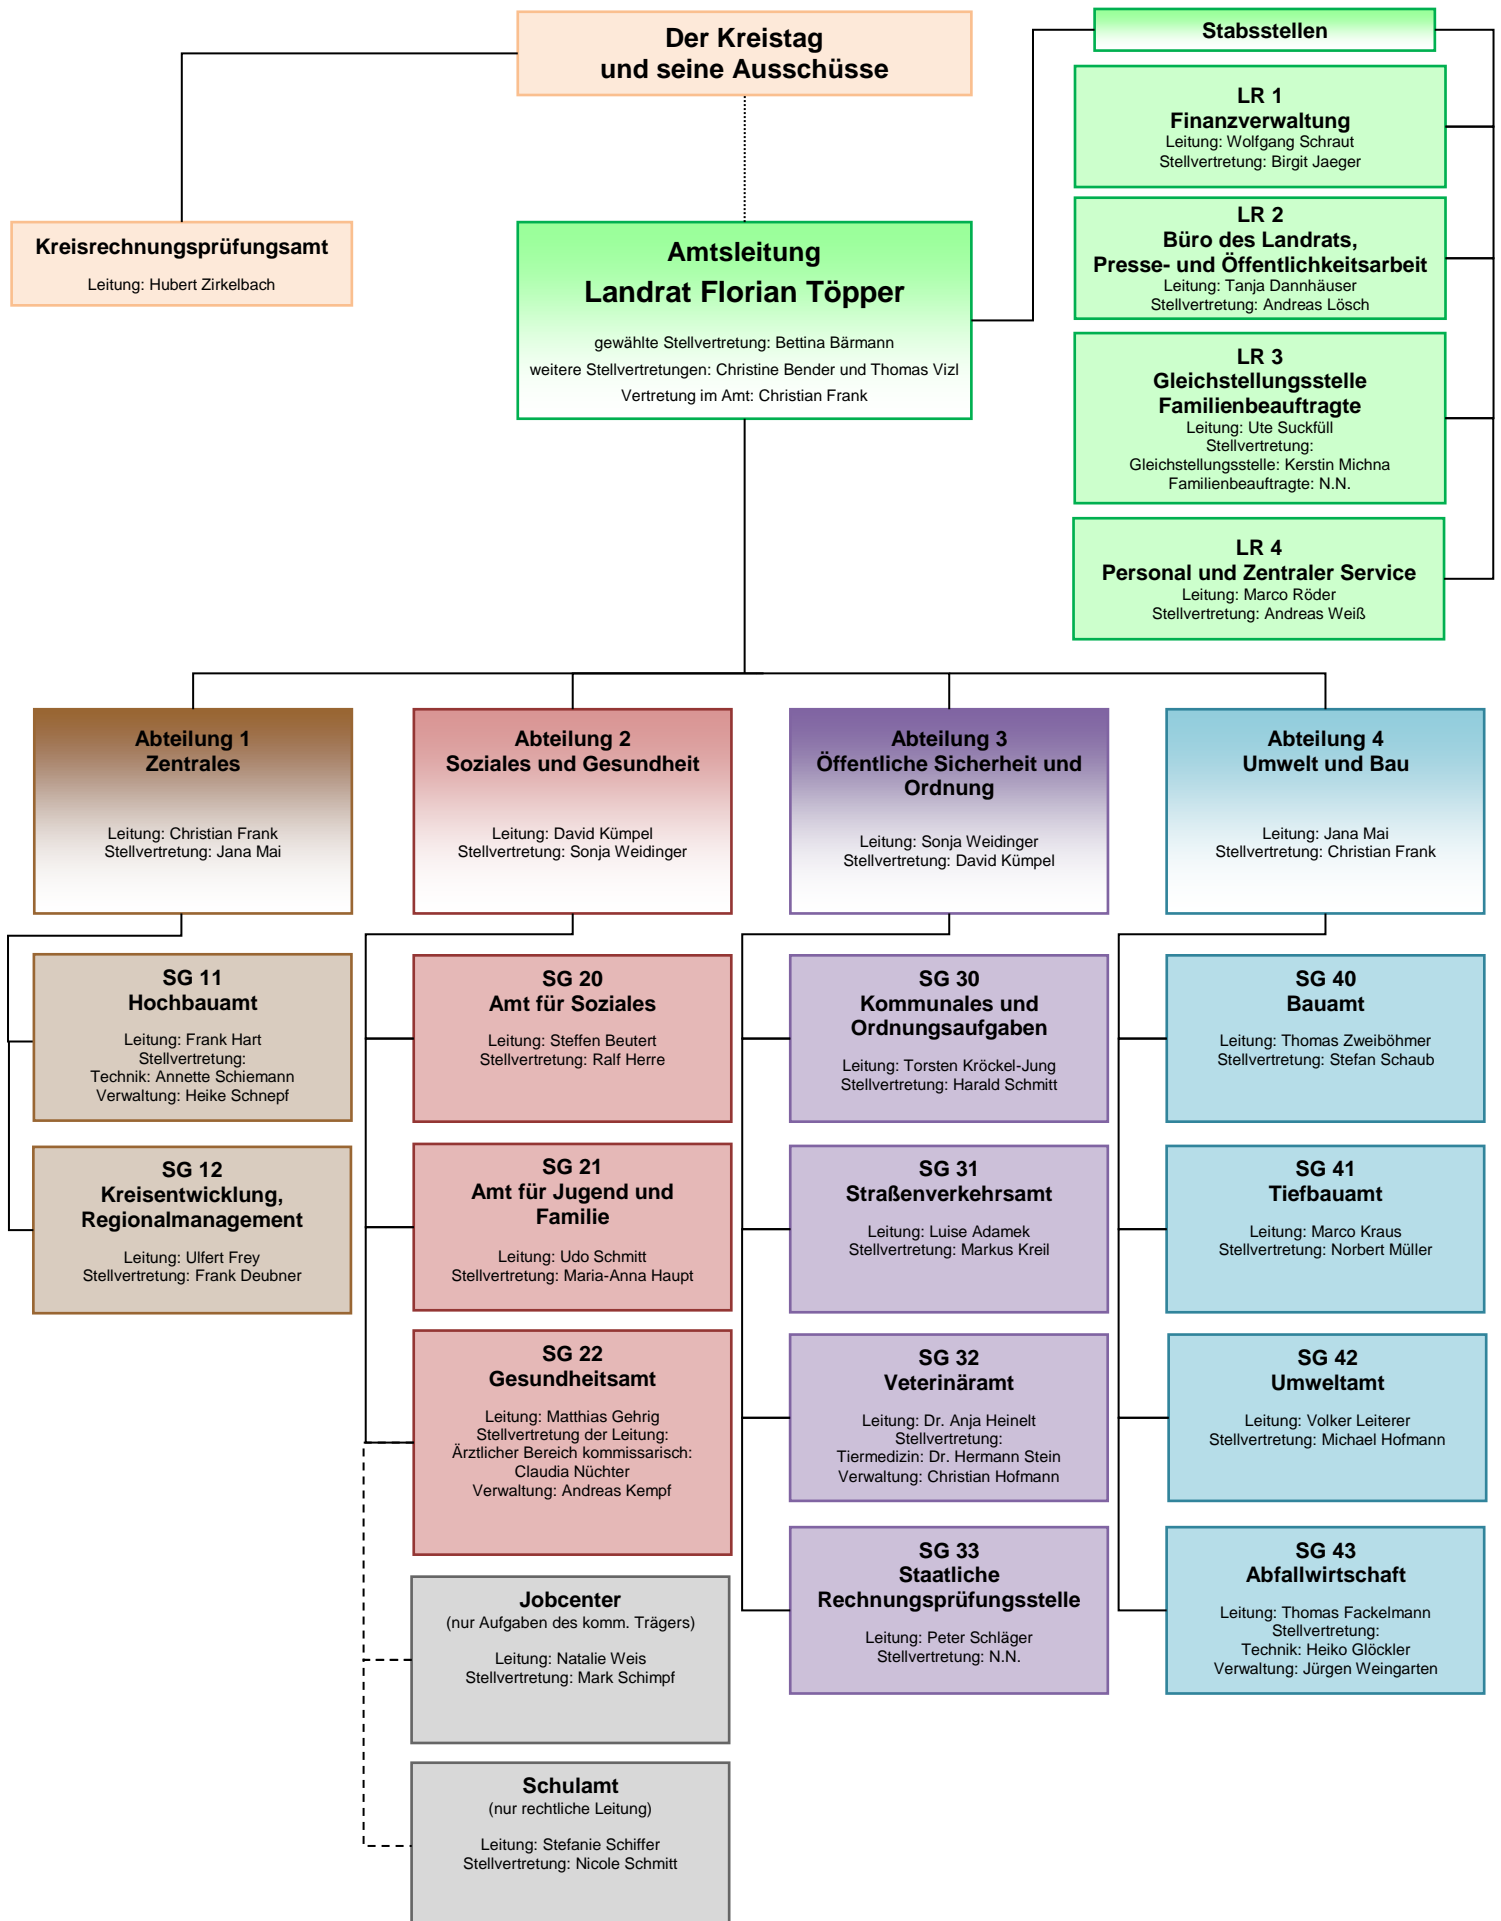 Der Kreistag
und seine Ausschüsse
Stabsstellen
LR 1
Finanzverwaltung
Leitung: Wolfgang Schraut
Stellvertretung: Birgit Jaeger
LR 2
Büro des Landrats,
Presse- und Öffentlichkeitsarbeit
Leitung: Tanja Dannhäuser
Stellvertretung: Andreas Lösch
LR 3
Gleichstellungsstelle
Familienbeauftragte
Leitung: Ute Suckfüll
Stellvertretung:
Gleichstellungsstelle: Kerstin Michna
Familienbeauftragte: N.N.
LR 4
Personal und Zentraler Service
Leitung: Marco Röder
Stellvertretung: Andreas Weiß
Kreisrechnungsprüfungsamt
Leitung: Hubert Zirkelbach
Amtsleitung
Landrat Florian Töpper
gewählte Stellvertretung: Bettina Bärmann
weitere Stellvertretungen: Christine Bender und Thomas Vizl
Vertretung im Amt: Christian Frank
Abteilung 1
Zentrales
Leitung: Christian Frank
Stellvertretung: Jana Mai
SG 11
Hochbauamt
Leitung: Frank Hart
Stellvertretung:
Technik: Annette Schiemann
Verwaltung: Heike Schnepf
SG 12
Kreisentwicklung,
Regionalmanagement
Leitung: Ulfert Frey
Stellvertretung: Frank Deubner
Abteilung 2
Soziales und Gesundheit
Leitung: David Kümpel
Stellvertretung: Sonja Weidinger
SG 20
Amt für Soziales
Leitung: Steffen Beutert
Stellvertretung: Ralf Herre
SG 21
Amt für Jugend und
Familie
Leitung: Udo Schmitt
Stellvertretung: Maria-Anna Haupt
SG 22
Gesundheitsamt
Leitung: Matthias Gehrig
Stellvertretung der Leitung:
Ärztlicher Bereich kommissarisch:
Claudia Nüchter
Verwaltung: Andreas Kempf
Jobcenter
(nur Aufgaben des komm. Trägers)
Leitung: Natalie Weis
Stellvertretung: Mark Schimpf
Schulamt
(nur rechtliche Leitung)
Leitung: Stefanie Schiffer
Stellvertretung: Nicole Schmitt
Abteilung 3
Öffentliche Sicherheit und
Ordnung
Leitung: Sonja Weidinger
Stellvertretung: David Kümpel
SG 30
Kommunales und
Ordnungsaufgaben
Leitung: Torsten Kröckel-Jung
Stellvertretung: Harald Schmitt
SG 31
Straßenverkehrsamt
Leitung: Luise Adamek
Stellvertretung: Markus Kreil
SG 32
Veterinäramt
Leitung: Dr. Anja Heinelt
Stellvertretung:
Tiermedizin: Dr. Hermann Stein
Verwaltung: Christian Hofmann
SG 33
Staatliche
Rechnungsprüfungsstelle
Leitung: Peter Schläger
Stellvertretung: N.N.
Abteilung 4
Umwelt und Bau
Leitung: Jana Mai
Stellvertretung: Christian Frank
SG 40
Bauamt
Leitung: Thomas Zweiböhmer
Stellvertretung: Stefan Schaub
SG 41
Tiefbauamt
Leitung: Marco Kraus
Stellvertretung: Norbert Müller
SG 42
Umweltamt
Leitung: Volker Leiterer
Stellvertretung: Michael Hofmann
SG 43
Abfallwirtschaft
Leitung: Thomas Fackelmann
Stellvertretung:
Technik: Heiko Glöckler
Verwaltung: Jürgen Weingarten